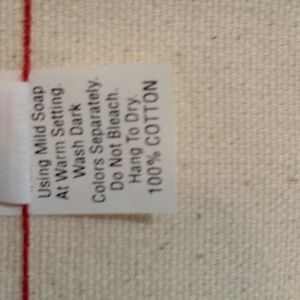 Using Mild Soap
At Warm Setting.
Wash Dark
Colors Separately.
Do Not Bleach.
Hang To Dry.
100% COTTON